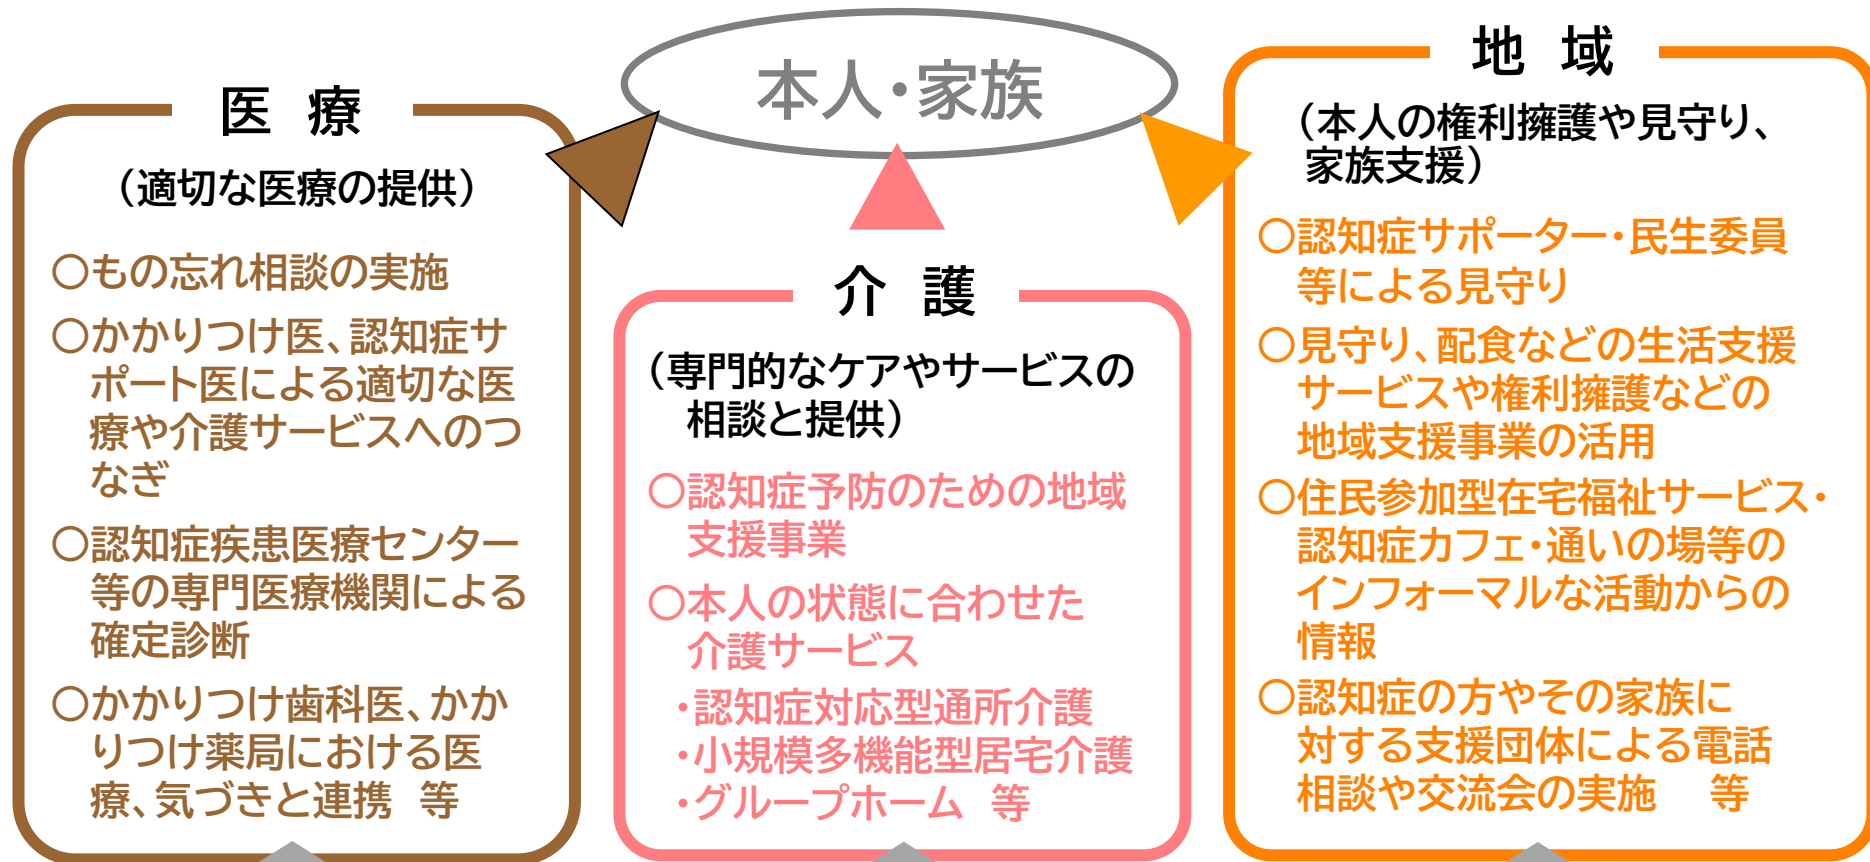 本人・家族
医 療
（適切な医療の提供）
〇もの忘れ相談の実施
〇かかりつけ医、認知症サ
ポート医による適切な医
療や介護サービスへのつ
なぎ
〇認知症疾患医療センター
等の専門医療機関による
確定診断
〇かかりつけ歯科医、かか
りつけ薬局における医
療、気づきと連携 等
介 護
（専門的なケアやサービスの
相談と提供）
〇認知症予防のための地域
支援事業
〇本人の状態に合わせた
介護サービス
・認知症対応型通所介護
・小規模多機能型居宅介護
・グループホーム 等
地 域
（本人の権利擁護や見守り、
家族支援）
〇認知症サポーター・民生委員
等による見守り
〇見守り、配食などの生活支援
サービスや権利擁護などの
地域支援事業の活用
〇住民参加型在宅福祉サービス・
認知症カフェ・通いの場等の
インフォーマルな活動からの
情報
〇認知症の方やその家族に
対する支援団体による電話
相談や交流会の実施 等